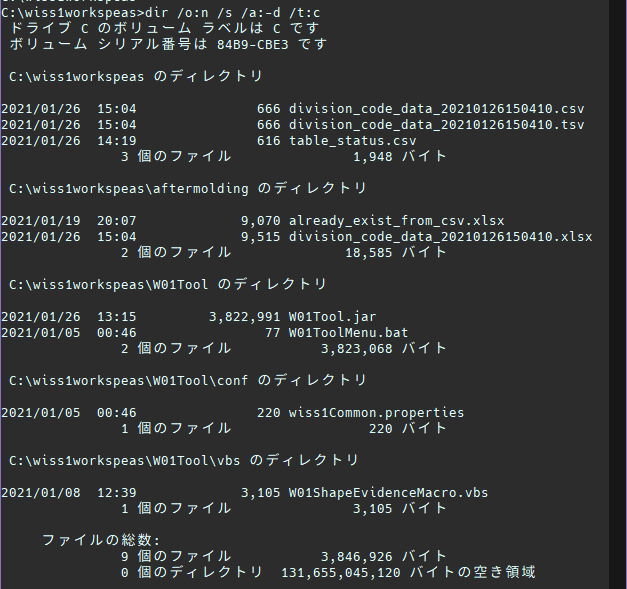 C:\wiss1workspeas>dir /o:n /s /a:-d /t:c
 ドライブ C のボリューム ラベルは C です
 ボリューム シリアル番号は 84B9-CBE3 です

 C:\wiss1workspeas のディレクトリ

2021/01/26  15:04               666 division_code_data_20210126150410.csv
2021/01/26  15:04               666 division_code_data_20210126150410.tsv
2021/01/26  14:19               616 table_status.csv
               3 個のファイル               1,948 バイト

 C:\wiss1workspeas\aftermolding のディレクトリ

2021/01/19  20:07             9,070 already_exist_from_csv.xlsx
2021/01/26  15:04             9,515 division_code_data_20210126150410.xlsx
               2 個のファイル              18,585 バイト

 C:\wiss1workspeas\W01Tool のディレクトリ

2021/01/26  13:15         3,822,991 W01Tool.jar
2021/01/05  00:46                77 W01ToolMenu.bat
               2 個のファイル           3,823,068 バイト

 C:\wiss1workspeas\W01Tool\conf のディレクトリ

2021/01/05  00:46               220 wiss1Common.properties
               1 個のファイル                 220 バイト

 C:\wiss1workspeas\W01Tool\vbs のディレクトリ

2021/01/08  12:39             3,105 W01ShapeEvidenceMacro.vbs
               1 個のファイル               3,105 バイト

     ファイルの総数:
               9 個のファイル           3,846,926 バイト
               0 個のディレクトリ  131,655,045,120 バイトの空き領域